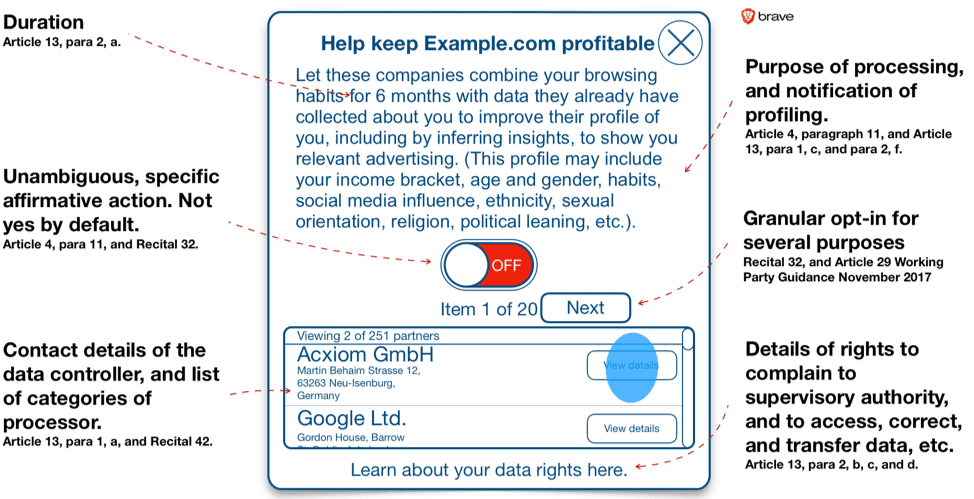 Duration
Article 13, para 2, a.
Unambiguous, specific
affirmative action. Not
yes by default.
Article 4, para 11, and Recital 32.
Contact details of the
data controller, and list
of categories of
processor.
Article 13, para 1, a, and Recital 42.
Help keep Example.com profitable
Let these companies combine your browsing
habits for 6 months with data they already have
collected about you to improve their profile of
you, including by inferring insights, to show you
relevant advertising. (This profile may include
your income bracket, age and gender, habits,
social media influence, ethnicity, sexual
orientation, religion, political leaning, etc.).
OFF
Item 1 of 20
Next
Viewing 2 of 251 partners
Acxiom GmbH
Martin Behaim Strasse 12,
63263 Neu-Isenburg,
Germany
View details
Google Ltd.
Gordon House, Barrow
View details
Learn about your data rights here.
brave
Purpose of processing,
and notification of
profiling.
Article 4, paragraph 11, and Article
13, para 1, c, and para 2, f.
Granular opt-in for
several purposes
Recital 32, and Article 29 Working
Party Guidance November 2017
Details of rights to
complain to
supervisory authority,
and to access, correct,
and transfer data, etc.
Article 13, para 2, b, c, and d.